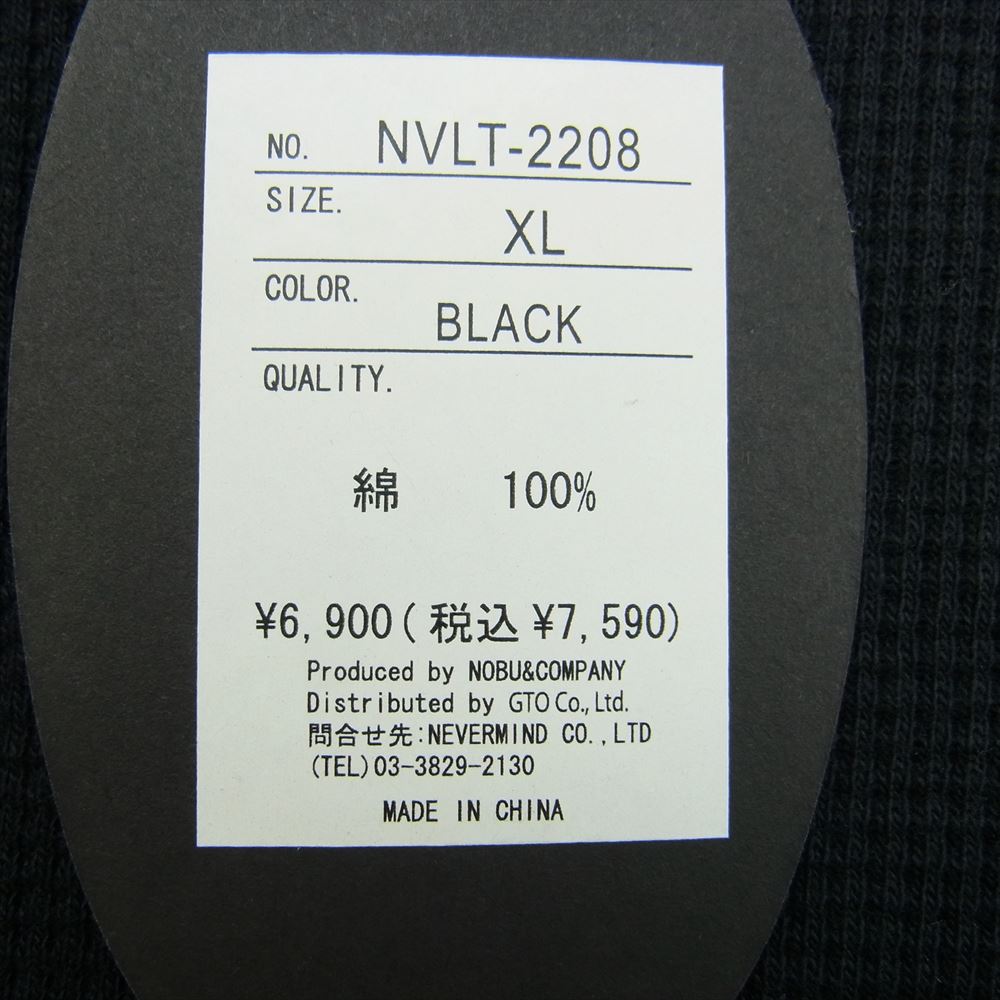 NO. NVLT-2208
SIZE.
XL
COLOR.
BLACK
QUALITY.
綿 100%
¥6,900(税込¥7,590)
Produced by NOBU&COMPANY
Distributed by GTO Co., Ltd.
問合せ先:NEVERMIND CO.,LTD
(TEL)03-3829-2130
MADE IN CHINA